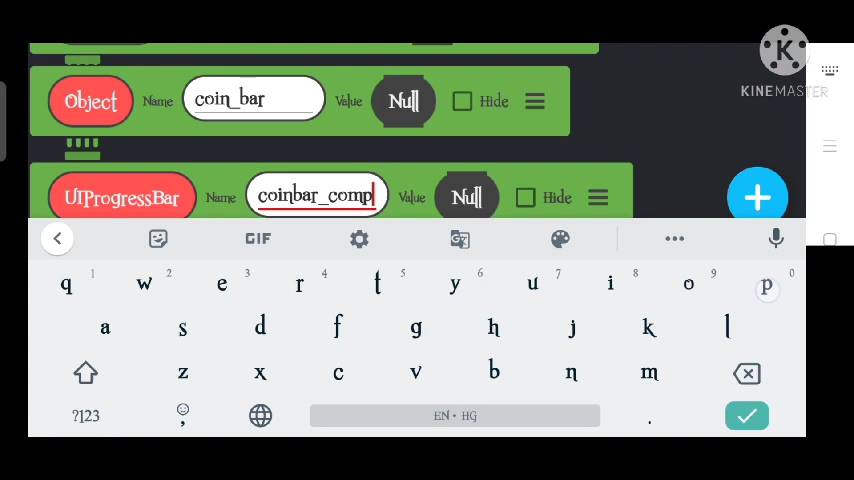 Object Name coin_bar Value Null Hide
K
KINEMASTER
UIProgressBar Name coinbar_comp Value Null Hide
GIF
q 1 w 2 e 3 r 4 t 5 y 6 u 7 i 8 o 9 p 0
a s d f g h j k l
z x c v b n m
?123 , EN • HG .